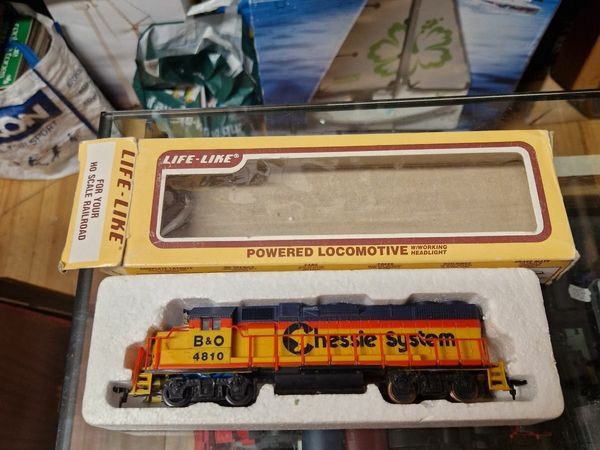 LIFE-LIKE®
FOR YOUR
HO SCALE RAILROAD
LIFE-LIKE®
POWERED LOCOMOTIVE W/WORKING
HEADLIGHT
B&O
4810
Chessie System